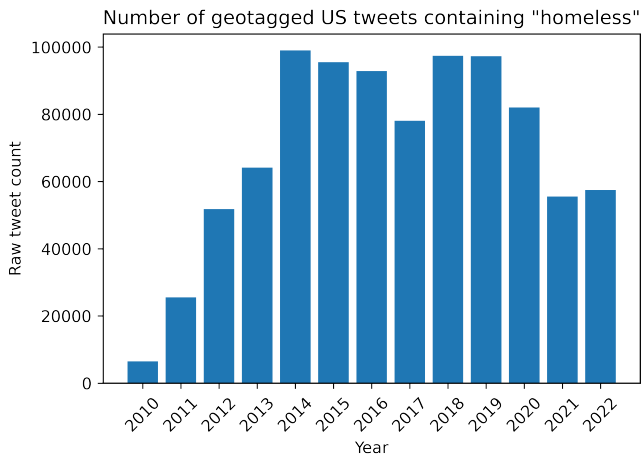 Number of geotagged US tweets containing "homeless"
100000
80000
60000
40000
20000
0
Raw tweet count
2010 2011 2012 2013 2014 2015 2016 2017 2018 2019 2020 2021 2022
Year